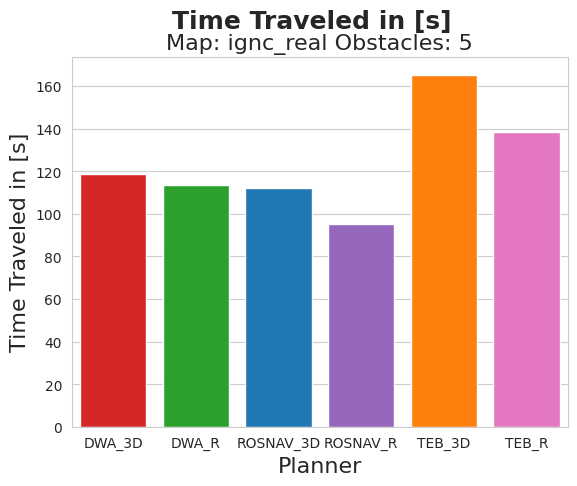 Time Traveled in [s]
Map: ignc_real Obstacles: 5
Time Traveled in [s]
160
140
120
100
80
60
40
20
0
DWA_3D DWA_R ROSNAV_3D ROSNAV_R TEB_3D TEB_R
Planner